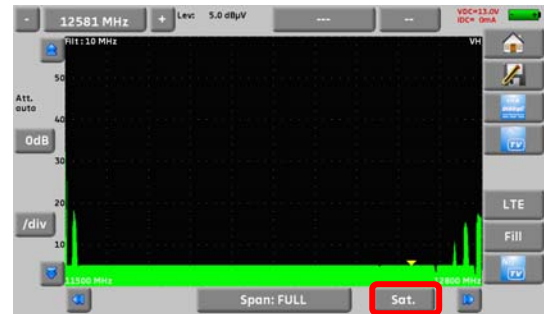 - 12581 MHz + Lev: 5.0 dBµV --- -- VDC=13.0V
IDC= 0mA
Filt:10 MHz VH
50
Att.
auto
40
0dB
30
20
LTE
/div
Fill
10
TV
11500 MHz 12800 MHz
Span: FULL Sat.